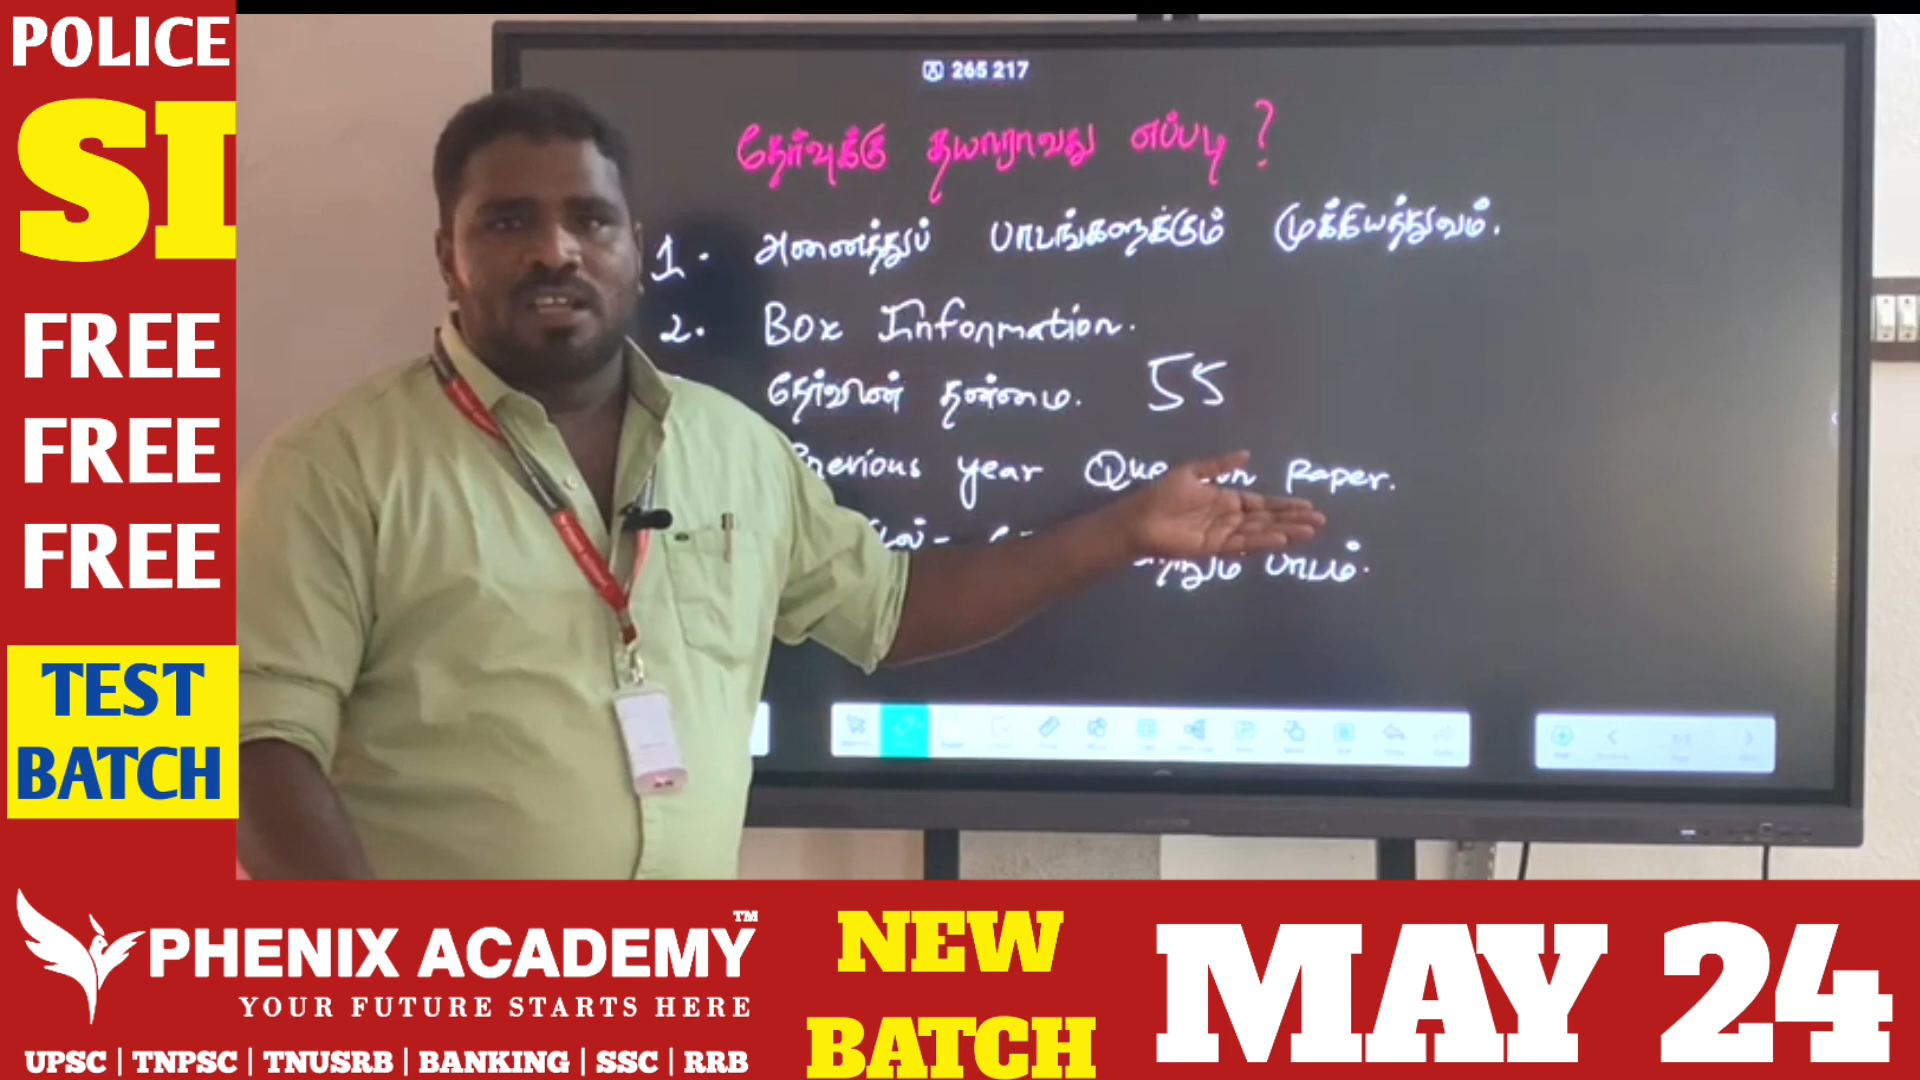 POLICE
SI
FREE
FREE
FREE
TEST
BATCH
265 217
தேர்வுக்கு தயாராவது எப்படி ?
1. அனைத்துப் பாடங்களுக்கும் முக்கியத்துவம்.
2. Box Information.
தேர்வின் தன்மை. 55
Previous year Question Paper.
பாடம்.
PHENIX ACADEMY™
YOUR FUTURE STARTS HERE
UPSC | TNPSC | TNUSRB | BANKING | SSC | RRB
NEW
BATCH
MAY 24